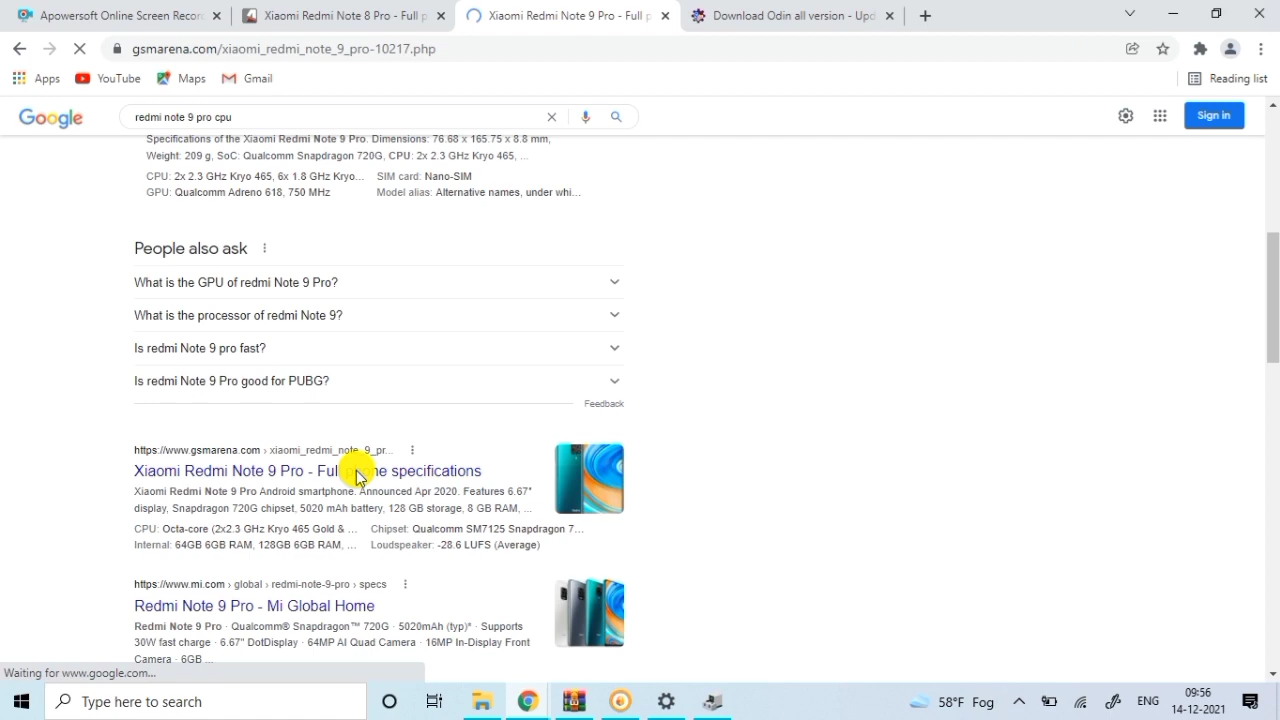 Apowersoft Online Screen Record
Xiaomi Redmi Note 8 Pro - Full p
Xiaomi Redmi Note 9 Pro - Full p
Download Odin all version - Upd
gsmarena.com/xiaomi_redmi_note_9_pro-10217.php
Apps
YouTube
Maps
Gmail
Reading list
Google
redmi note 9 pro cpu
Sign in
Specifications of the Xiaomi Redmi Note 9 Pro. Dimensions: 76.68 x 165.75 x 8.8 mm,
Weight: 209 g, SoC: Qualcomm Snapdragon 720G, CPU: 2x 2.3 GHz Kryo 465, ...
CPU: 2x 2.3 GHz Kryo 465, 6x 1.8 GHz Kryo... SIM card: Nano-SIM
GPU: Qualcomm Adreno 618, 750 MHz Model alias: Alternative names, under whi...
People also ask
What is the GPU of redmi Note 9 Pro?
What is the processor of redmi Note 9?
Is redmi Note 9 pro fast?
Is redmi Note 9 Pro good for PUBG?
Feedback
https://www.gsmarena.com › xiaomi_redmi_note_9_pr...
Xiaomi Redmi Note 9 Pro - Full phone specifications
Xiaomi Redmi Note 9 Pro Android smartphone. Announced Apr 2020. Features 6.67″
display, Snapdragon 720G chipset, 5020 mAh battery, 128 GB storage, 8 GB RAM, ...
CPU: Octa-core (2x2.3 GHz Kryo 465 Gold & ... Chipset: Qualcomm SM7125 Snapdragon 7...
Internal: 64GB 6GB RAM, 128GB 6GB RAM, ... Loudspeaker: -28.6 LUFS (Average)
https://www.mi.com › global › redmi-note-9-pro › specs
Redmi Note 9 Pro - Mi Global Home
Redmi Note 9 Pro · Qualcomm® Snapdragon™ 720G · 5020mAh (typ)* · Supports
30W fast charge · 6.67" DotDisplay · 64MP AI Quad Camera · 16MP In-Display Front
Camera · 6GB ...
Waiting for www.google.com...
Type here to search
58°F Fog
ENG
09:56
14-12-2021